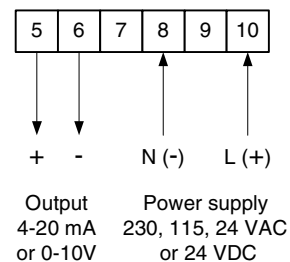 5 6 7 8 9 10
+ - N (-) L (+)
Output Power supply
4-20 mA 230, 115, 24 VAC
or 0-10V or 24 VDC